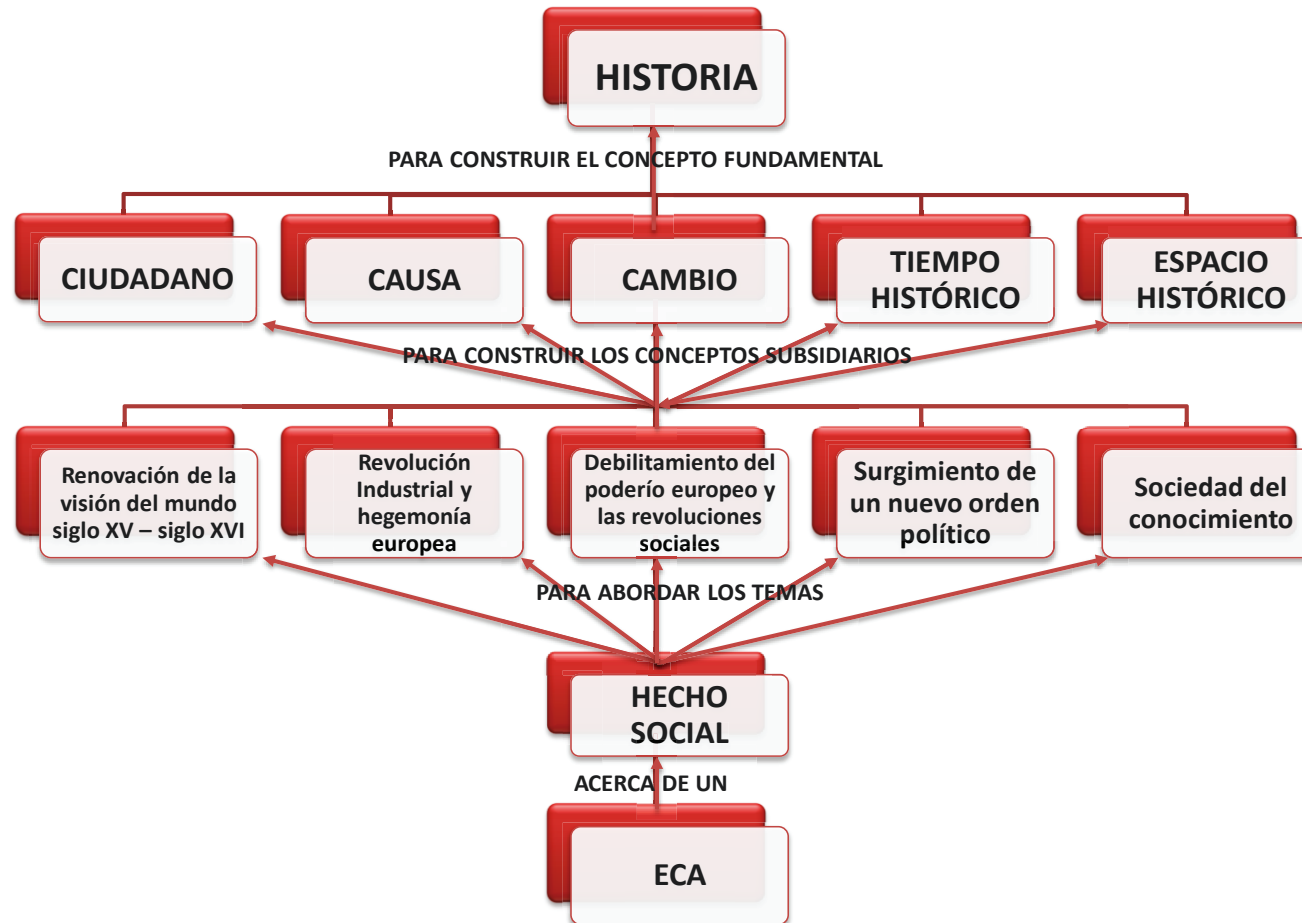 HISTORIA
PARA CONSTRUIR EL CONCEPTO FUNDAMENTAL
CIUDADANO
CAUSA
CAMBIO
TIEMPO
HISTÓRICO
ESPACIO
HISTÓRICO
PARA CONSTRUIR LOS CONCEPTOS SUBSIDIARIOS
Renovación de la
visión del mundo
siglo XV – siglo XVI
Revolución
Industrial y
hegemonía
europea
Debilitamiento del
poderío europeo y
las revoluciones
sociales
Surgimiento de
un nuevo orden
político
Sociedad del
conocimiento
PARA ABORDAR LOS TEMAS
HECHO
SOCIAL
ACERCA DE UN
ECA